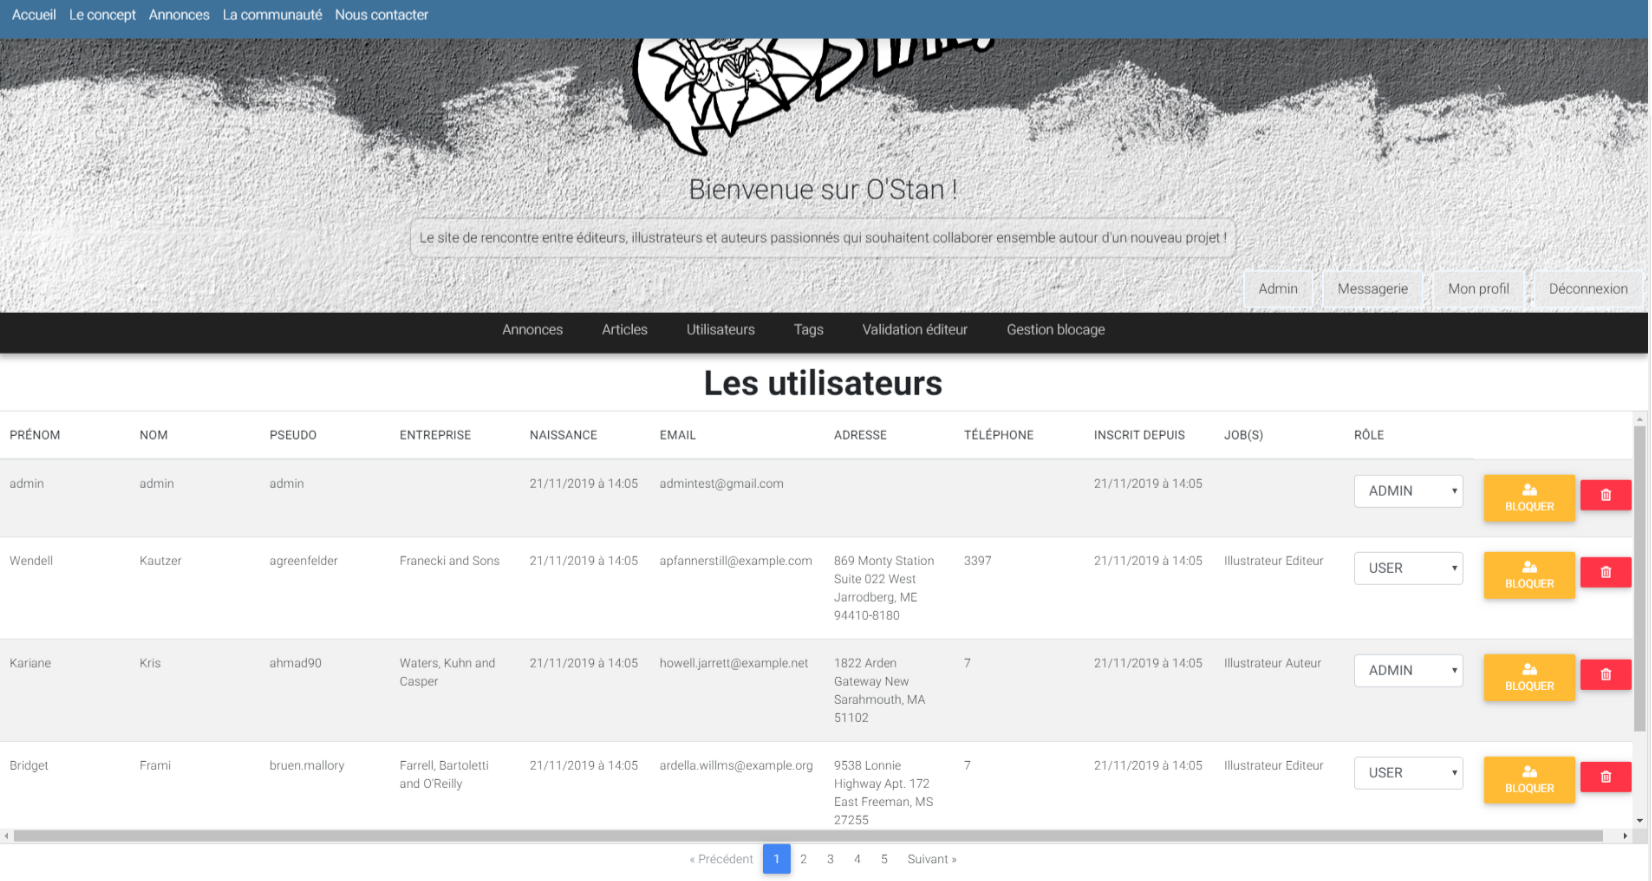 Accueil Le concept Annonces La communauté Nous contacter
Bienvenue sur O'Stan !
Le site de rencontre entre éditeurs, illustrateurs et auteurs passionnés qui souhaitent collaborer ensemble autour d'un nouveau projet !
Admin Messagerie Mon profil Déconnexion
Annonces Articles Utilisateurs Tags Validation éditeur Gestion blocage
Les utilisateurs
PRÉNOM NOM PSEUDO ENTREPRISE NAISSANCE EMAIL ADRESSE TÉLÉPHONE INSCRIT DEPUIS JOB(S) RÔLE
admin admin admin 21/11/2019 à 14:05 admintest@gmail.com 21/11/2019 à 14:05 ADMIN
BLOQUER
Wendell Kautzer agreenfelder Franecki and Sons 21/11/2019 à 14:05 apfannerstill@example.com 869 Monty Station 3397 21/11/2019 à 14:05 Illustrateur Editeur USER
Suite 022 West BLOQUER
Jarrodberg, ME
94410-8180
Kariane Kris ahmad90 Waters, Kuhn and 21/11/2019 à 14:05 howell.jarrett@example.net 1822 Arden 7 21/11/2019 à 14:05 Illustrateur Auteur ADMIN
Casper Gateway New BLOQUER
Sarahmouth, MA
51102
Bridget Frami bruen.mallory Farrell, Bartoletti 21/11/2019 à 14:05 ardella.willms@example.org 9538 Lonnie 7 21/11/2019 à 14:05 Illustrateur Editeur USER
and O'Reilly Highway Apt. 172 BLOQUER
East Freeman, MS
27255
« Précédent 1 2 3 4 5 Suivant »